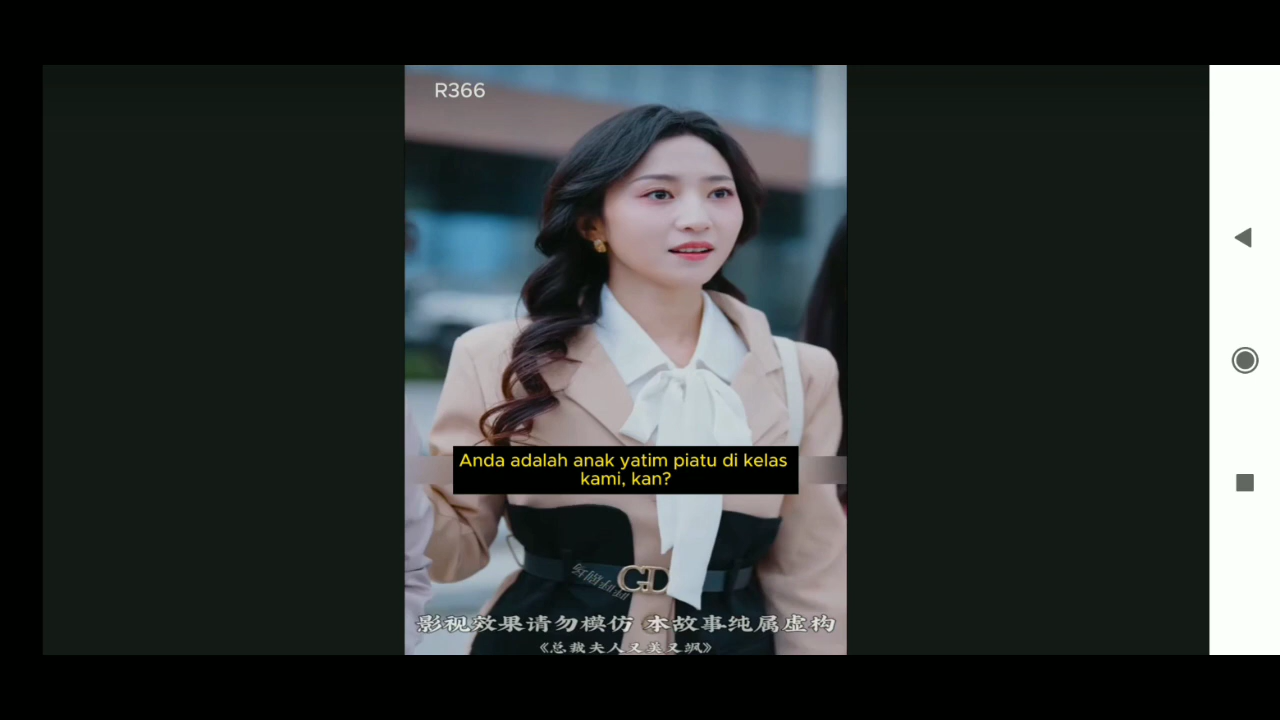 R366
Anda adalah anak yatim piatu di kelas
kami, kan?
影视效果请勿模仿 本故事纯属虚构
《总裁夫人又美又飒》